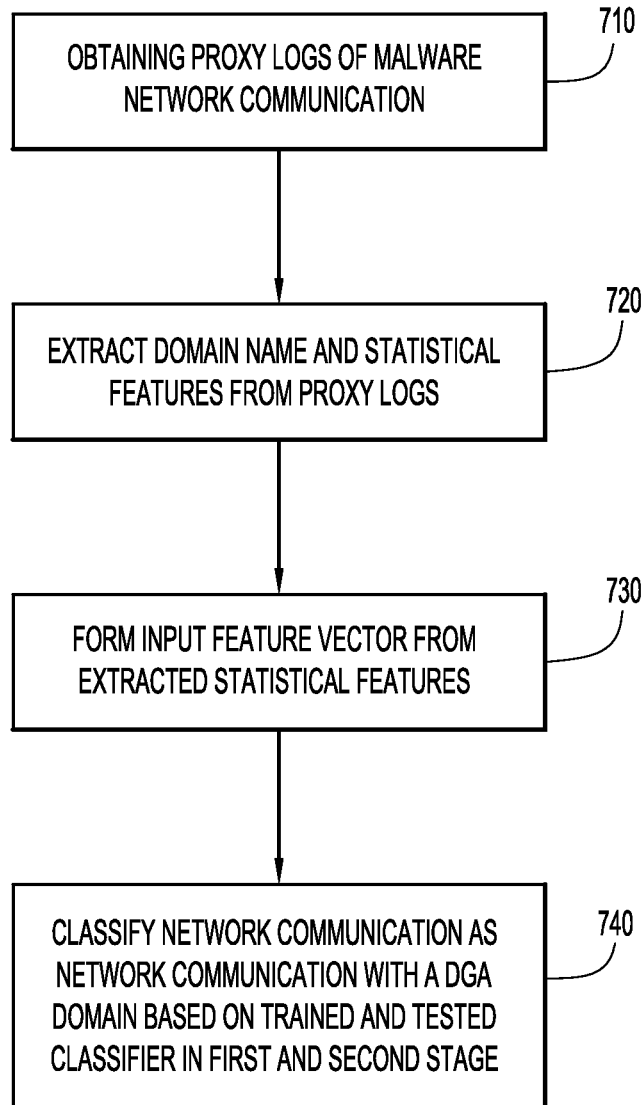 710
OBTAINING PROXY LOGS OF MALWARE
NETWORK COMMUNICATION
720
EXTRACT DOMAIN NAME AND STATISTICAL
FEATURES FROM PROXY LOGS
730
FORM INPUT FEATURE VECTOR FROM
EXTRACTED STATISTICAL FEATURES
740
CLASSIFY NETWORK COMMUNICATION AS
NETWORK COMMUNICATION WITH A DGA
DOMAIN BASED ON TRAINED AND TESTED
CLASSIFIER IN FIRST AND SECOND STAGE